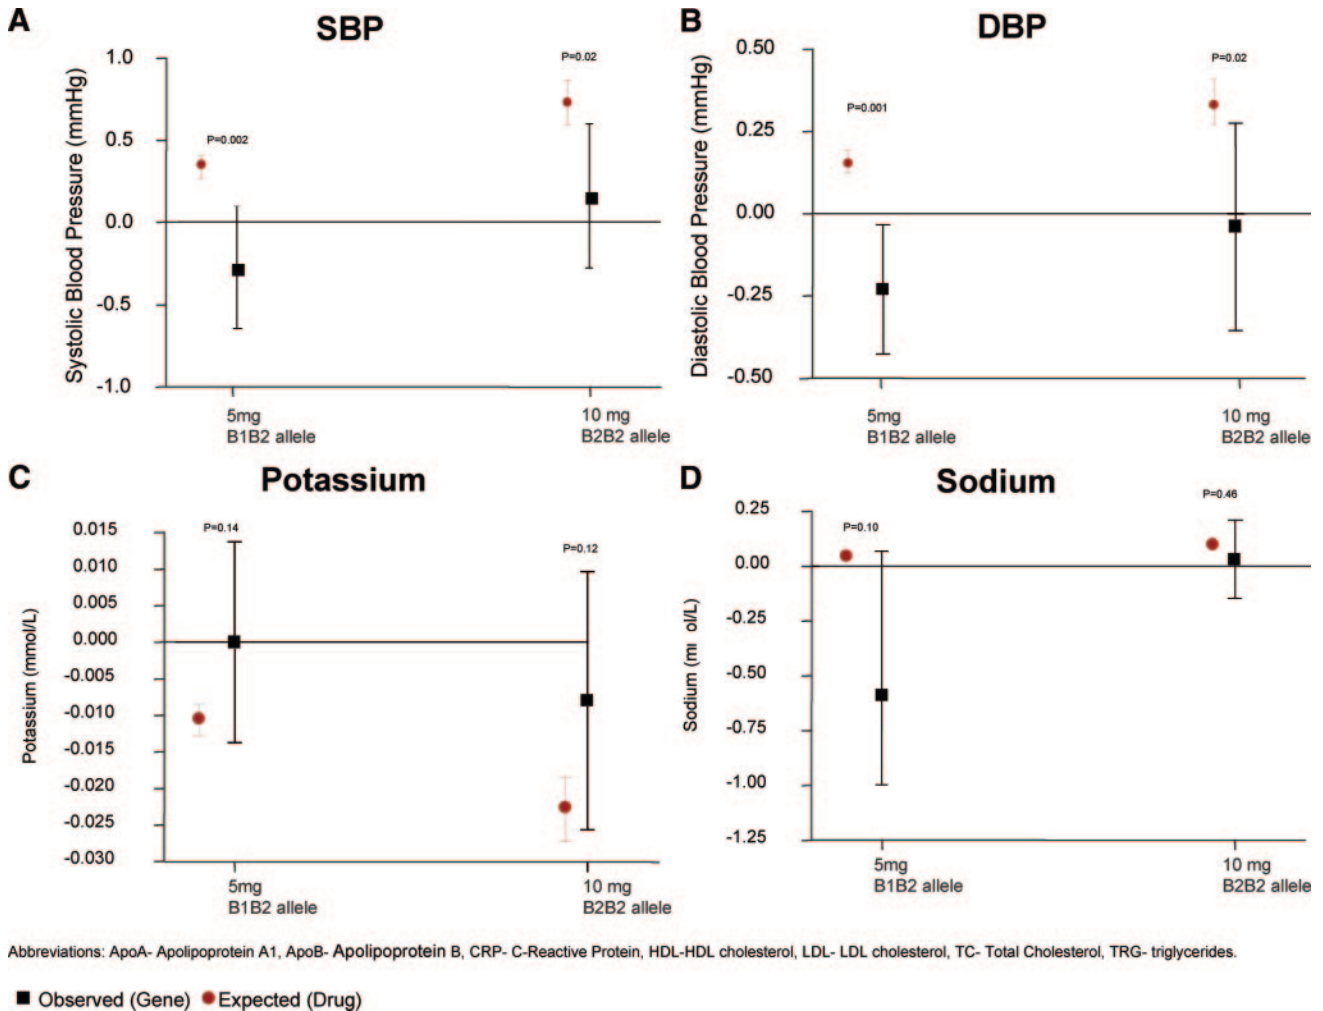 A
SBP
Systolic Blood Pressure (mmHg)
1.0
0.5
0.0
-0.5
-1.0
P=0.002
P=0.02
5mg
B1B2 allele
10 mg
B2B2 allele
B
DBP
Diastolic Blood Pressure (mmHg)
0.50
0.25
0.00
-0.25
-0.50
P=0.001
P=0.02
5mg
B1B2 allele
10 mg
B2B2 allele
C
Potassium
Potassium (mmol/L)
0.015
0.010
0.005
0.000
-0.005
-0.010
-0.015
-0.020
-0.025
-0.030
P=0.14
P=0.12
5mg
B1B2 allele
10 mg
B2B2 allele
D
Sodium
Sodium
0.25
0.00
-0.25
-0.50
-0.75
-1.00
-1.25
P=0.10
P=0.46
5mg
B1B2 allele
10 mg
B2B2 allele
Abbreviations: ApoA- Apolipoprotein A1, ApoB- Apolipoprotein B, CRP- C-Reactive Protein, HDL-HDL cholesterol, LDL- LDL cholesterol, TC- Total Cholesterol, TRG- triglycerides.
Observed (Gene) Expected (Drug)